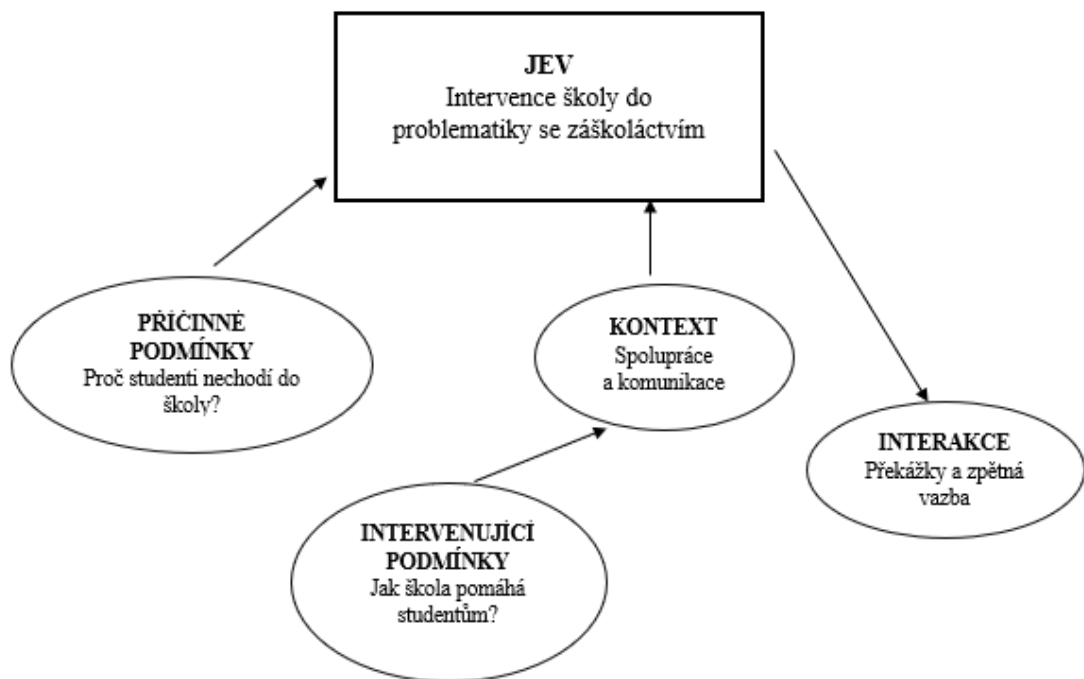 JEV
Intervence školy do
problematiky se záškoláctvím
PŘÍČINNÉ
PODMÍNKY
Proč studenti nechodí do
školy?
KONTEXT
Spolupráce
a komunikace
INTERAKCE
Překážky a zpětná
vazba
INTERVENUJÍCÍ
PODMÍNKY
Jak škola pomáhá
studentům?